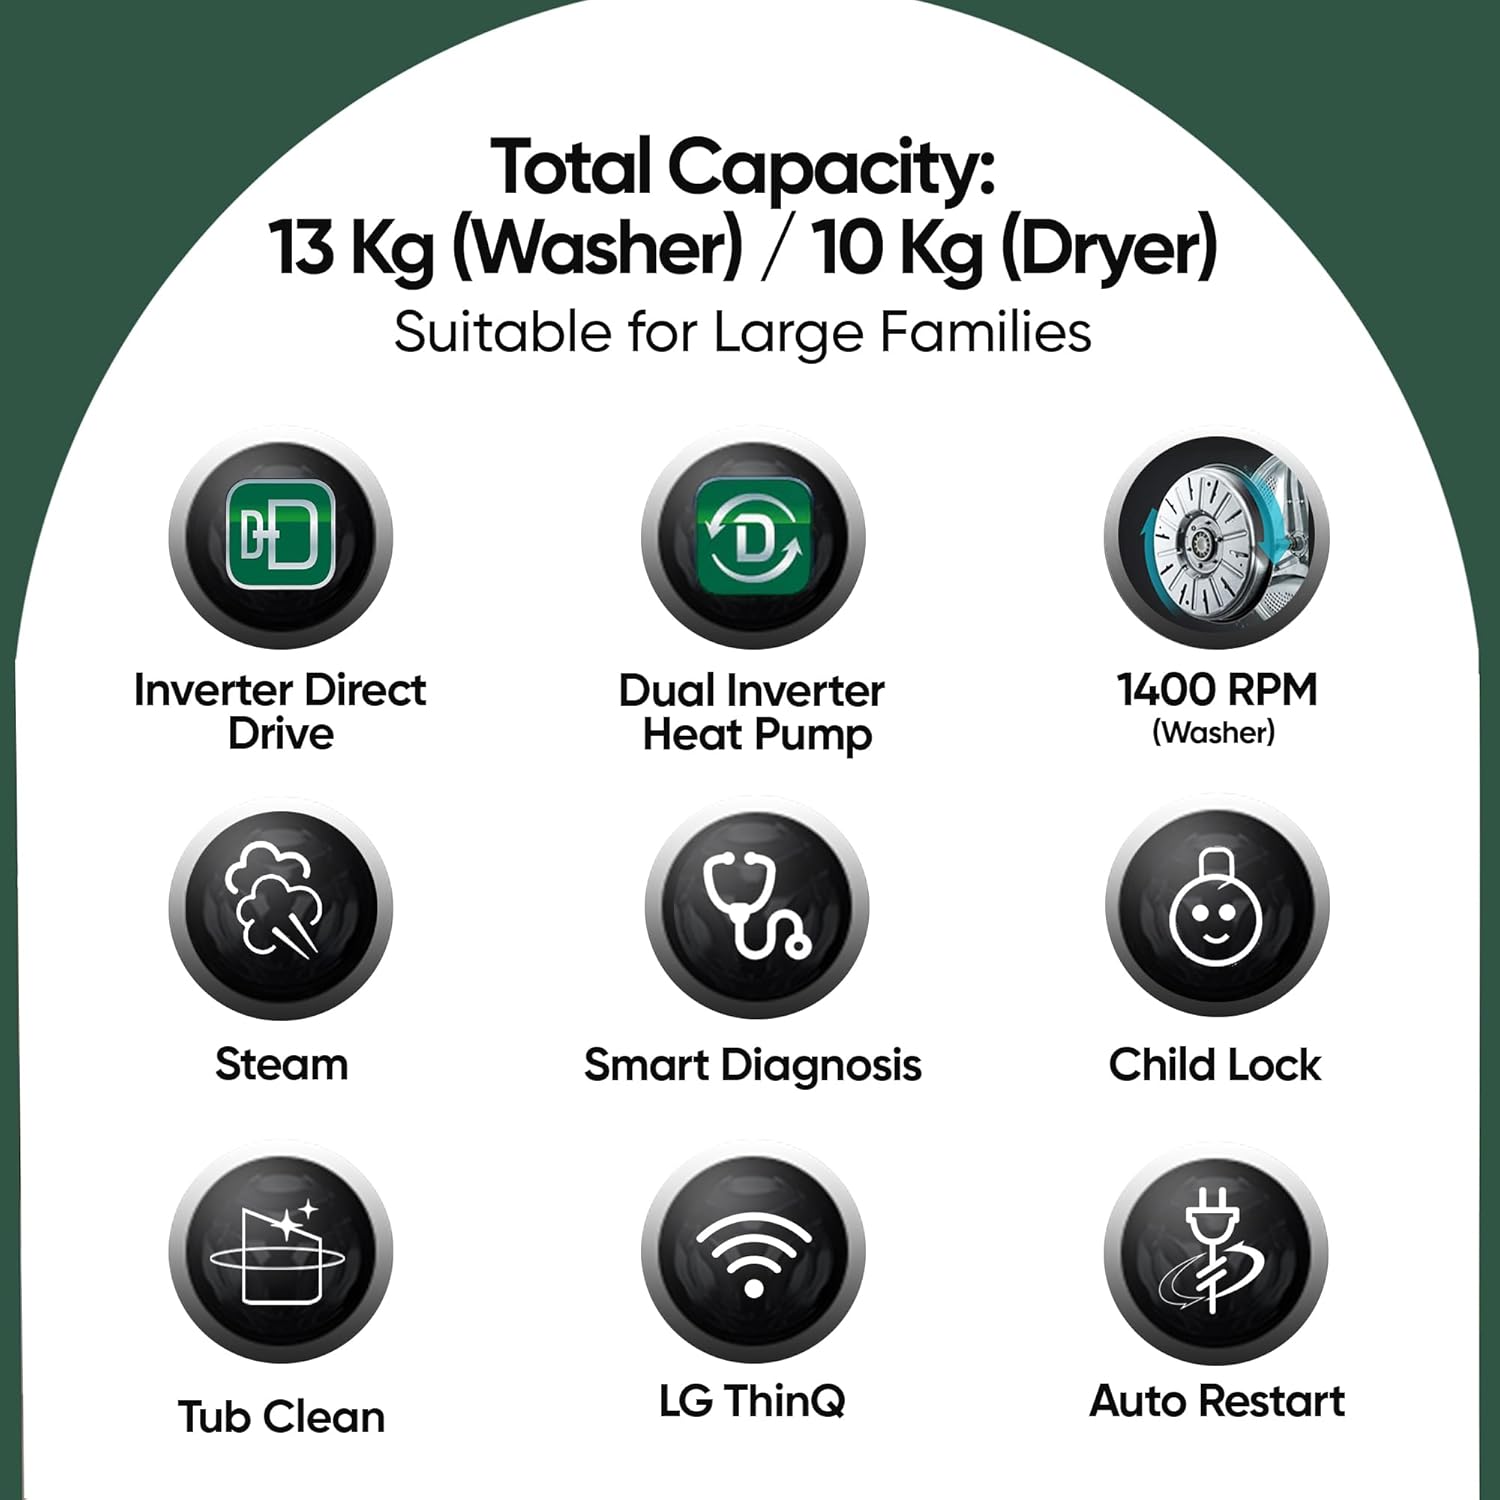 Total Capacity:
13 Kg (Washer) / 10 Kg (Dryer)
Suitable for Large Families
Inverter Direct
Drive
Dual Inverter
Heat Pump
1400 RPM
(Washer)
Steam
Smart Diagnosis
Child Lock
Tub Clean
LG ThinQ
Auto Restart
DD
D